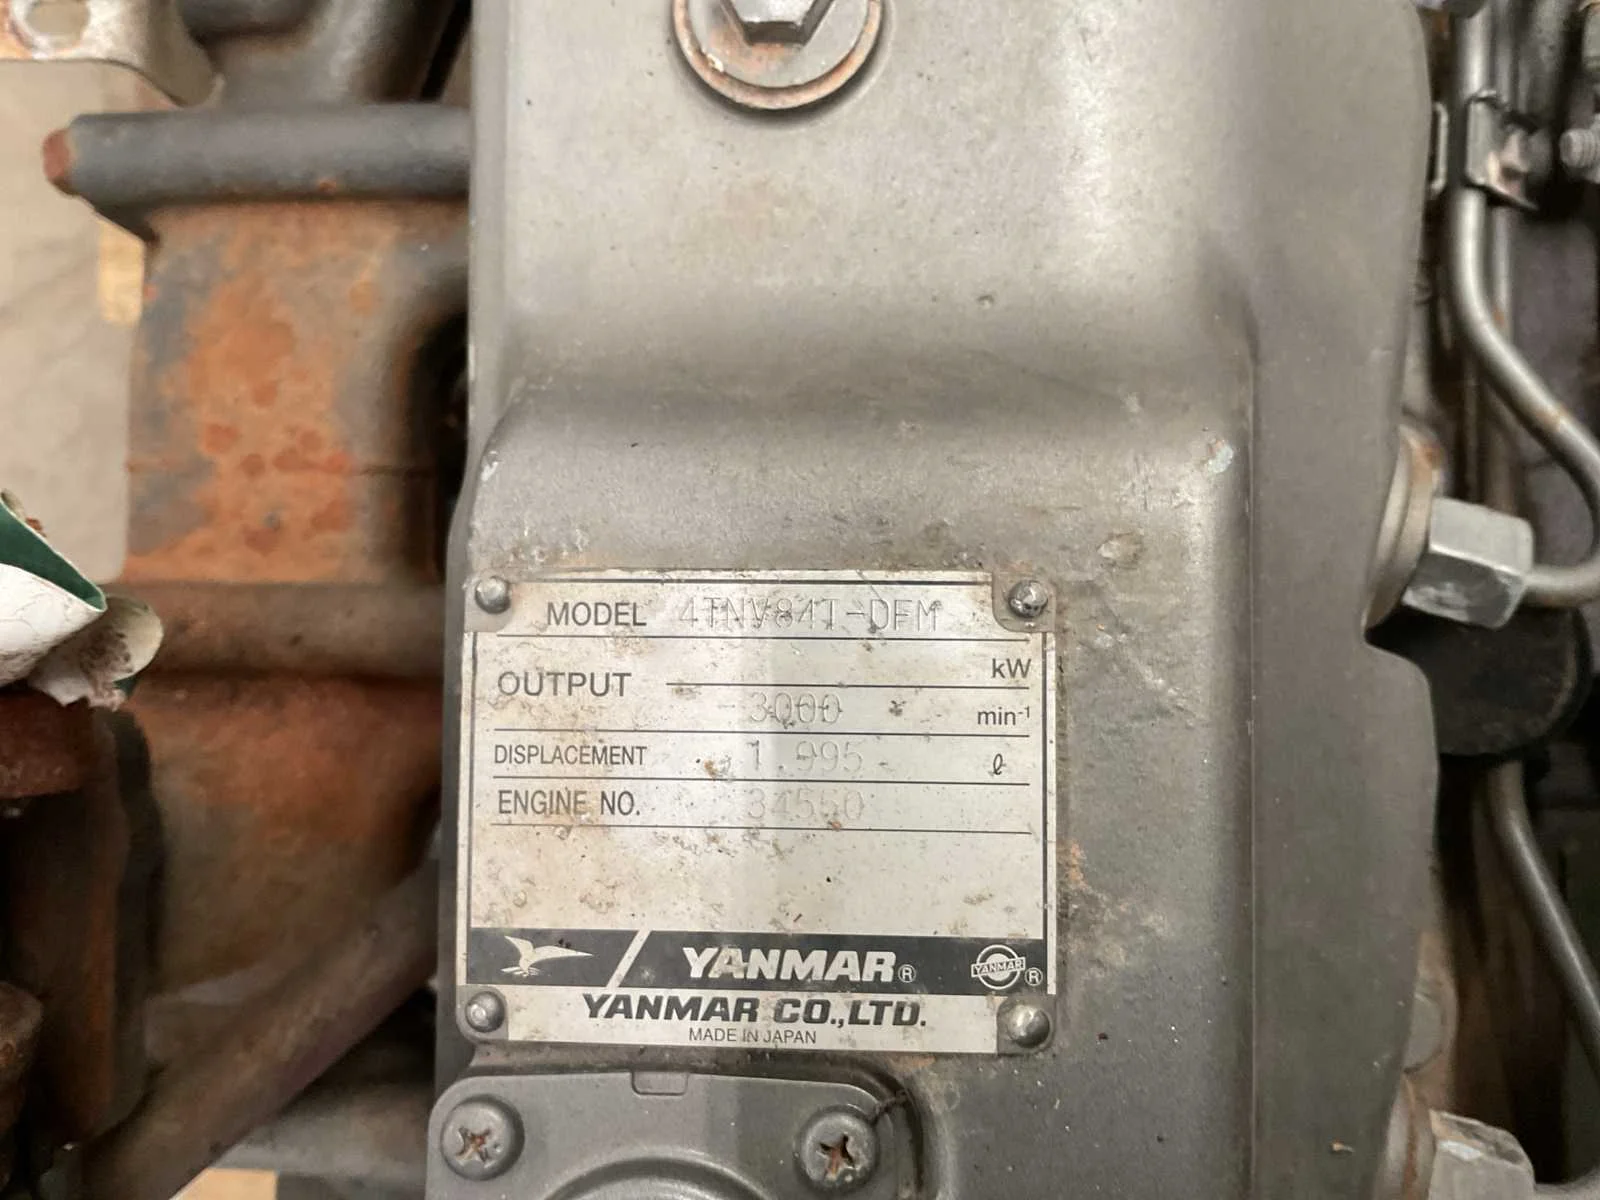 MODEL 4TNV84T-DFM
OUTPUT kW
3000 min-1
DISPLACEMENT 1.995 ℓ
ENGINE NO. 34560
YANMAR® YANMAR®
YANMAR CO.,LTD.
MADE IN JAPAN